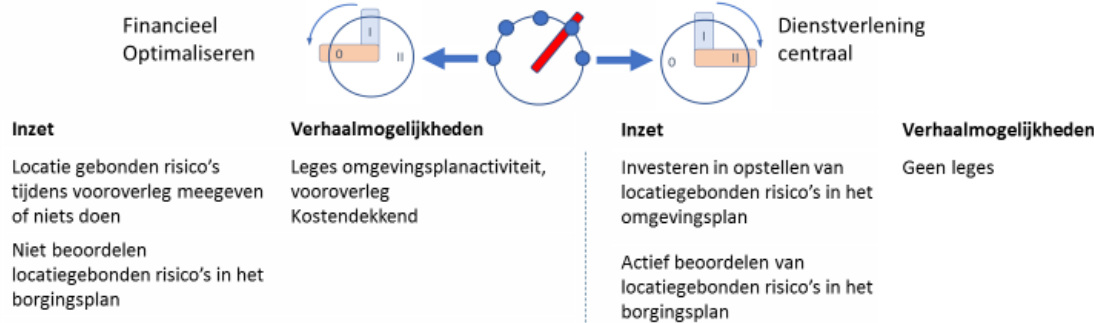 Financieel
Optimaliseren
I
0
II
Dienstverlening
centraal
I
0
II
Inzet
Locatie gebonden risico's
tijdens vooroverleg meegeven
of niets doen
Niet beoordelen
locatiegebonden risico's in het
borgingsplan
Verhaalmogelijkheden
Leges omgevingsplanactiviteit,
vooroverleg
Kostendekkend
Inzet
Investeren in opstellen van
locatiegebonden risico's in het
omgevingsplan
Actief beoordelen van
locatiegebonden risico's in het
borgingsplan
Verhaalmogelijkheden
Geen leges